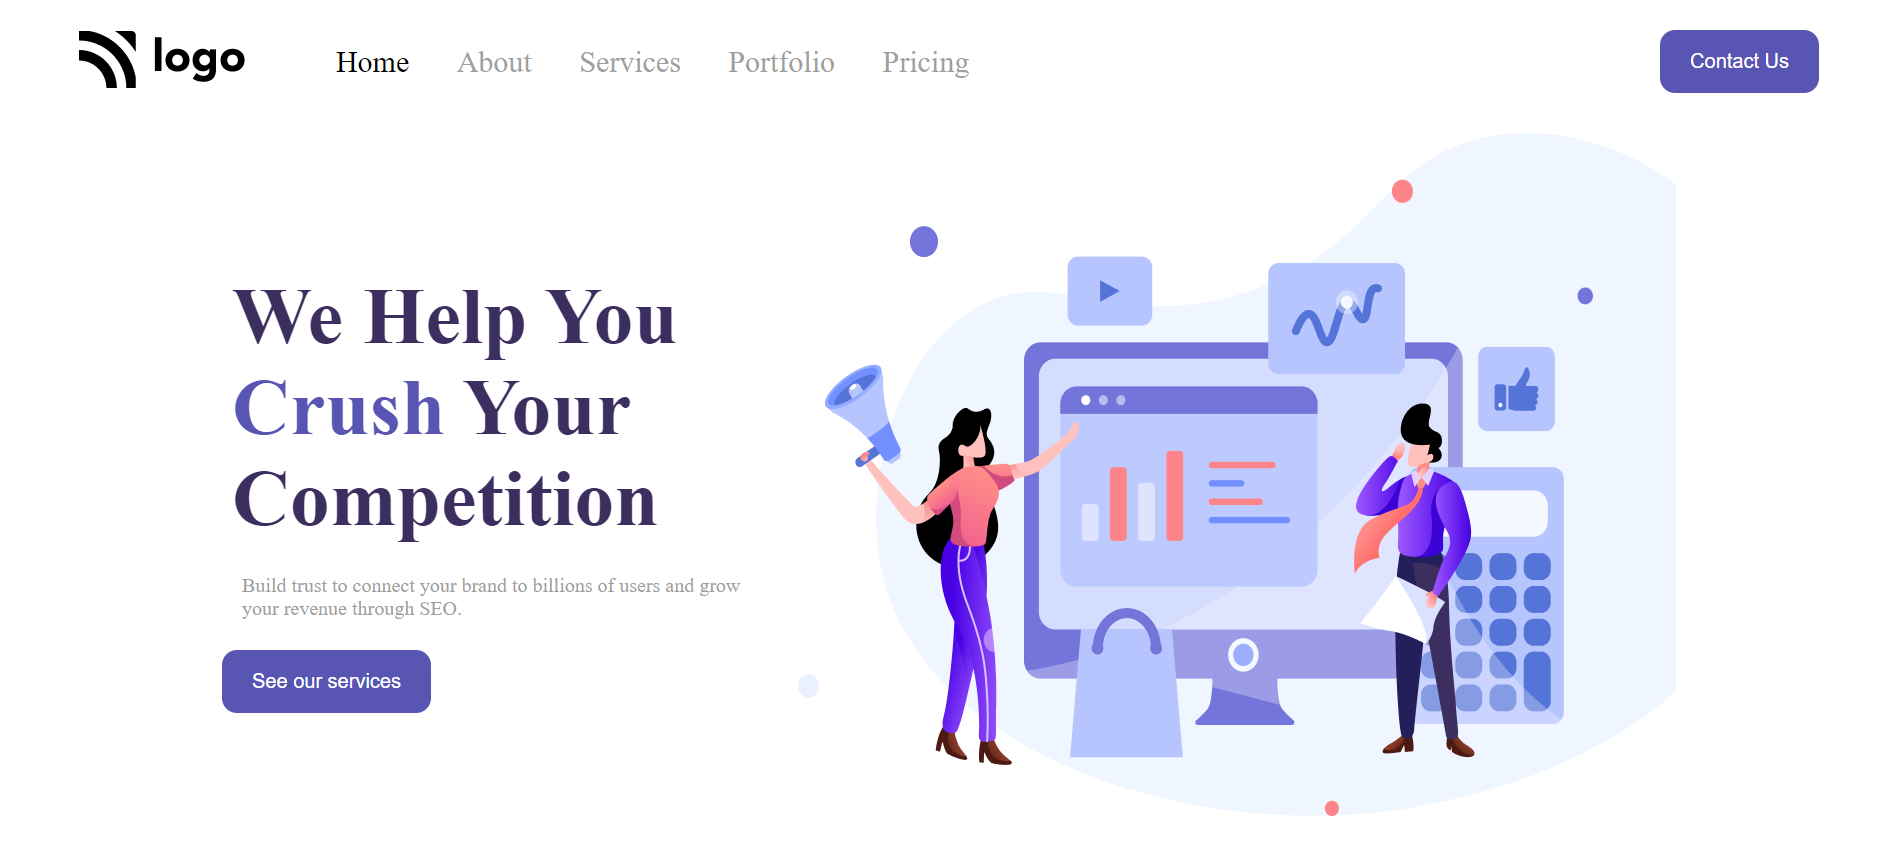 logo
Home About Services Portfolio Pricing
Contact Us
We Help You
Crush Your
Competition
Build trust to connect your brand to billions of users and grow
your revenue through SEO.
See our services